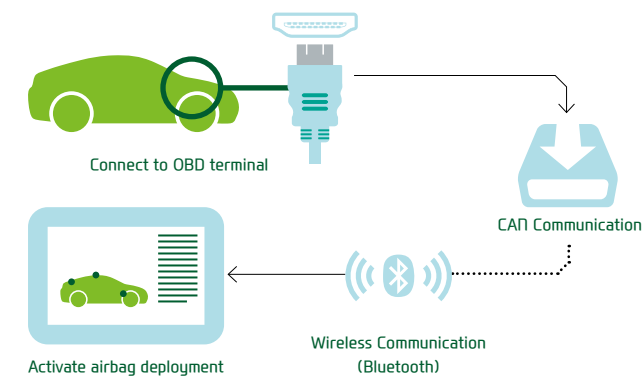 Connect to OBD terminal
CAN Communication
Wireless Communication
(Bluetooth)
Activate airbag deployment